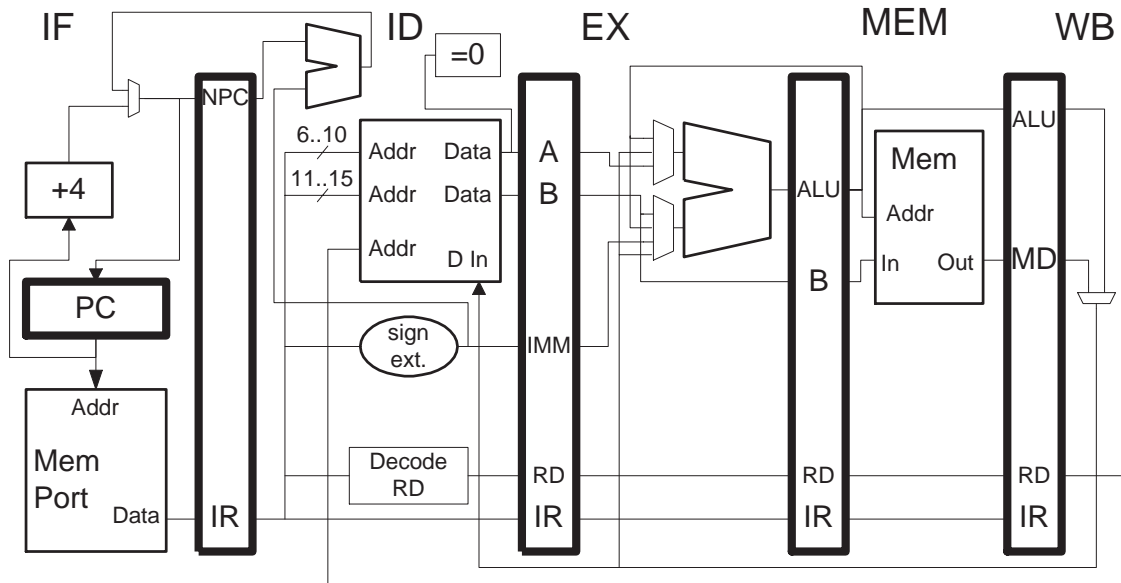 IF
ID
EX
MEM
WB
=0
NPC
+4
PC
Addr
Mem
Port
Data
IR
6..10
11..15
Addr
Data
Addr
Data
Addr
D In
sign
ext.
Decode
RD
A
B
IMM
RD
IR
ALU
B
RD
IR
Mem
Addr
In
Out
ALU
MD
RD
IR